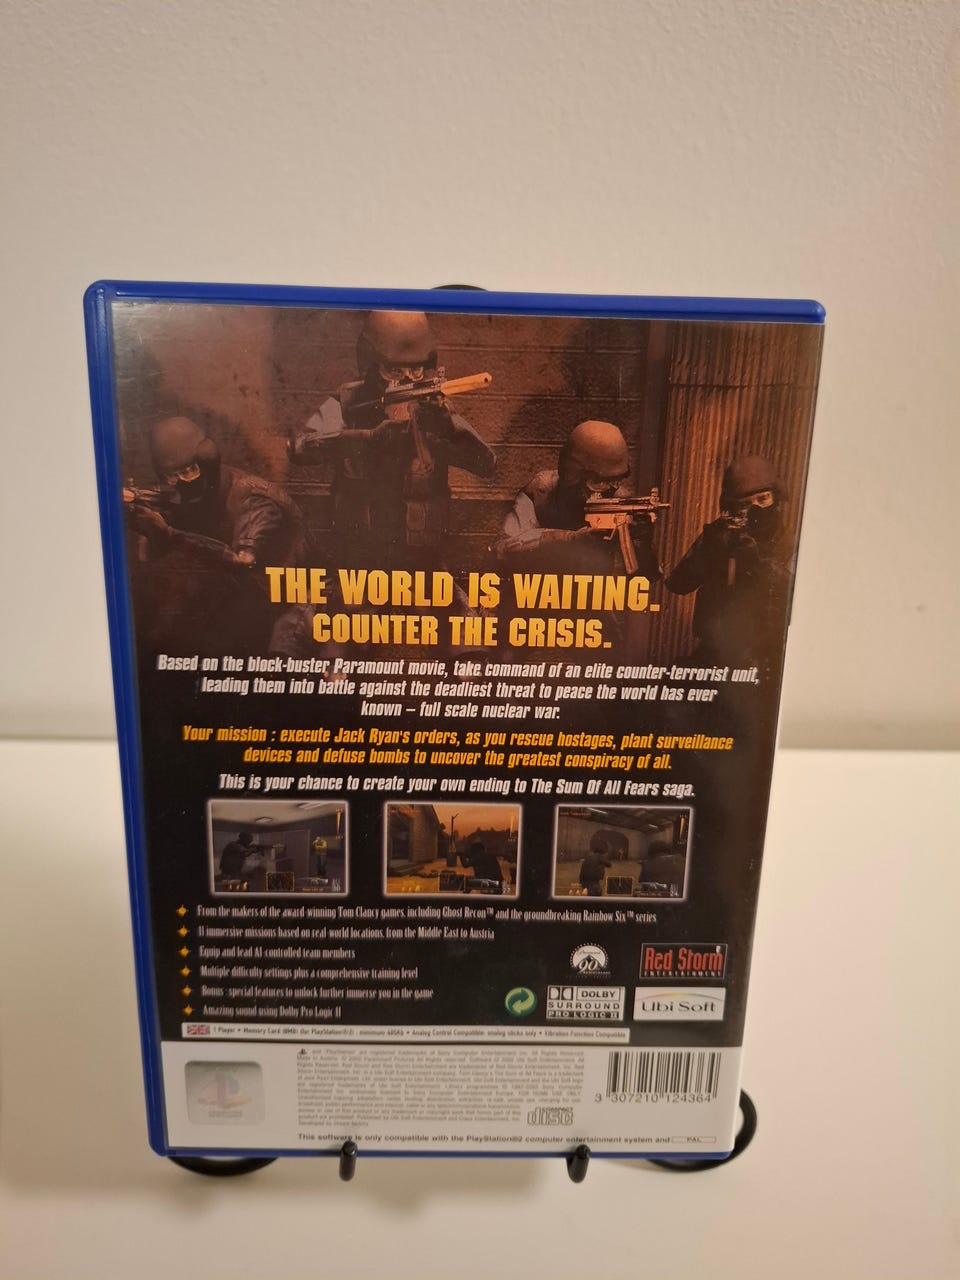 THE WORLD IS WAITING.
COUNTER THE CRISIS.
Based on the block-buster Paramount movie, take command of an elite counter-terrorist unit,
leading them into battle against the deadliest threat to peace the world has ever
known – full scale nuclear war.
Your mission : execute Jack Ryan's orders, as you rescue hostages, plant surveillance
devices and defuse bombs to uncover the greatest conspiracy of all.
This is your chance to create your own ending to The Sum Of All Fears saga.
From the makers of the award-winning Tom Clancy games, including Ghost Recon™ and the groundbreaking Rainbow Six™ series
11 immersive missions based on real-world locations, from the Middle East to Austria
Equip and lead AI-controlled team members
Multiple difficulty settings plus a comprehensive training level
Bonus : special features to unlock further immerse you in the game
Amazing sound using Dolby Pro Logic II
Paramount
90
Red Storm
ENTERTAINMENT
DOLBY
SURROUND
PRO LOGIC II
Ubi Soft
1 Player • Memory Card (8MB) (for PlayStation®2) : minimum 605Kb • Analog Control Compatible: analog sticks only • Vibration Function Compatible
COMPACT
disc
3 307210 124364
This software is only compatible with the PlayStation®2 computer entertainment system and
PAL